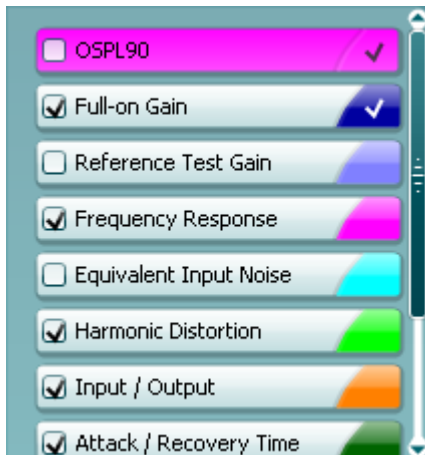 OSPL90
Full-on Gain
Reference Test Gain
Frequency Response
Equivalent Input Noise
Harmonic Distortion
Input / Output
Attack / Recovery Time